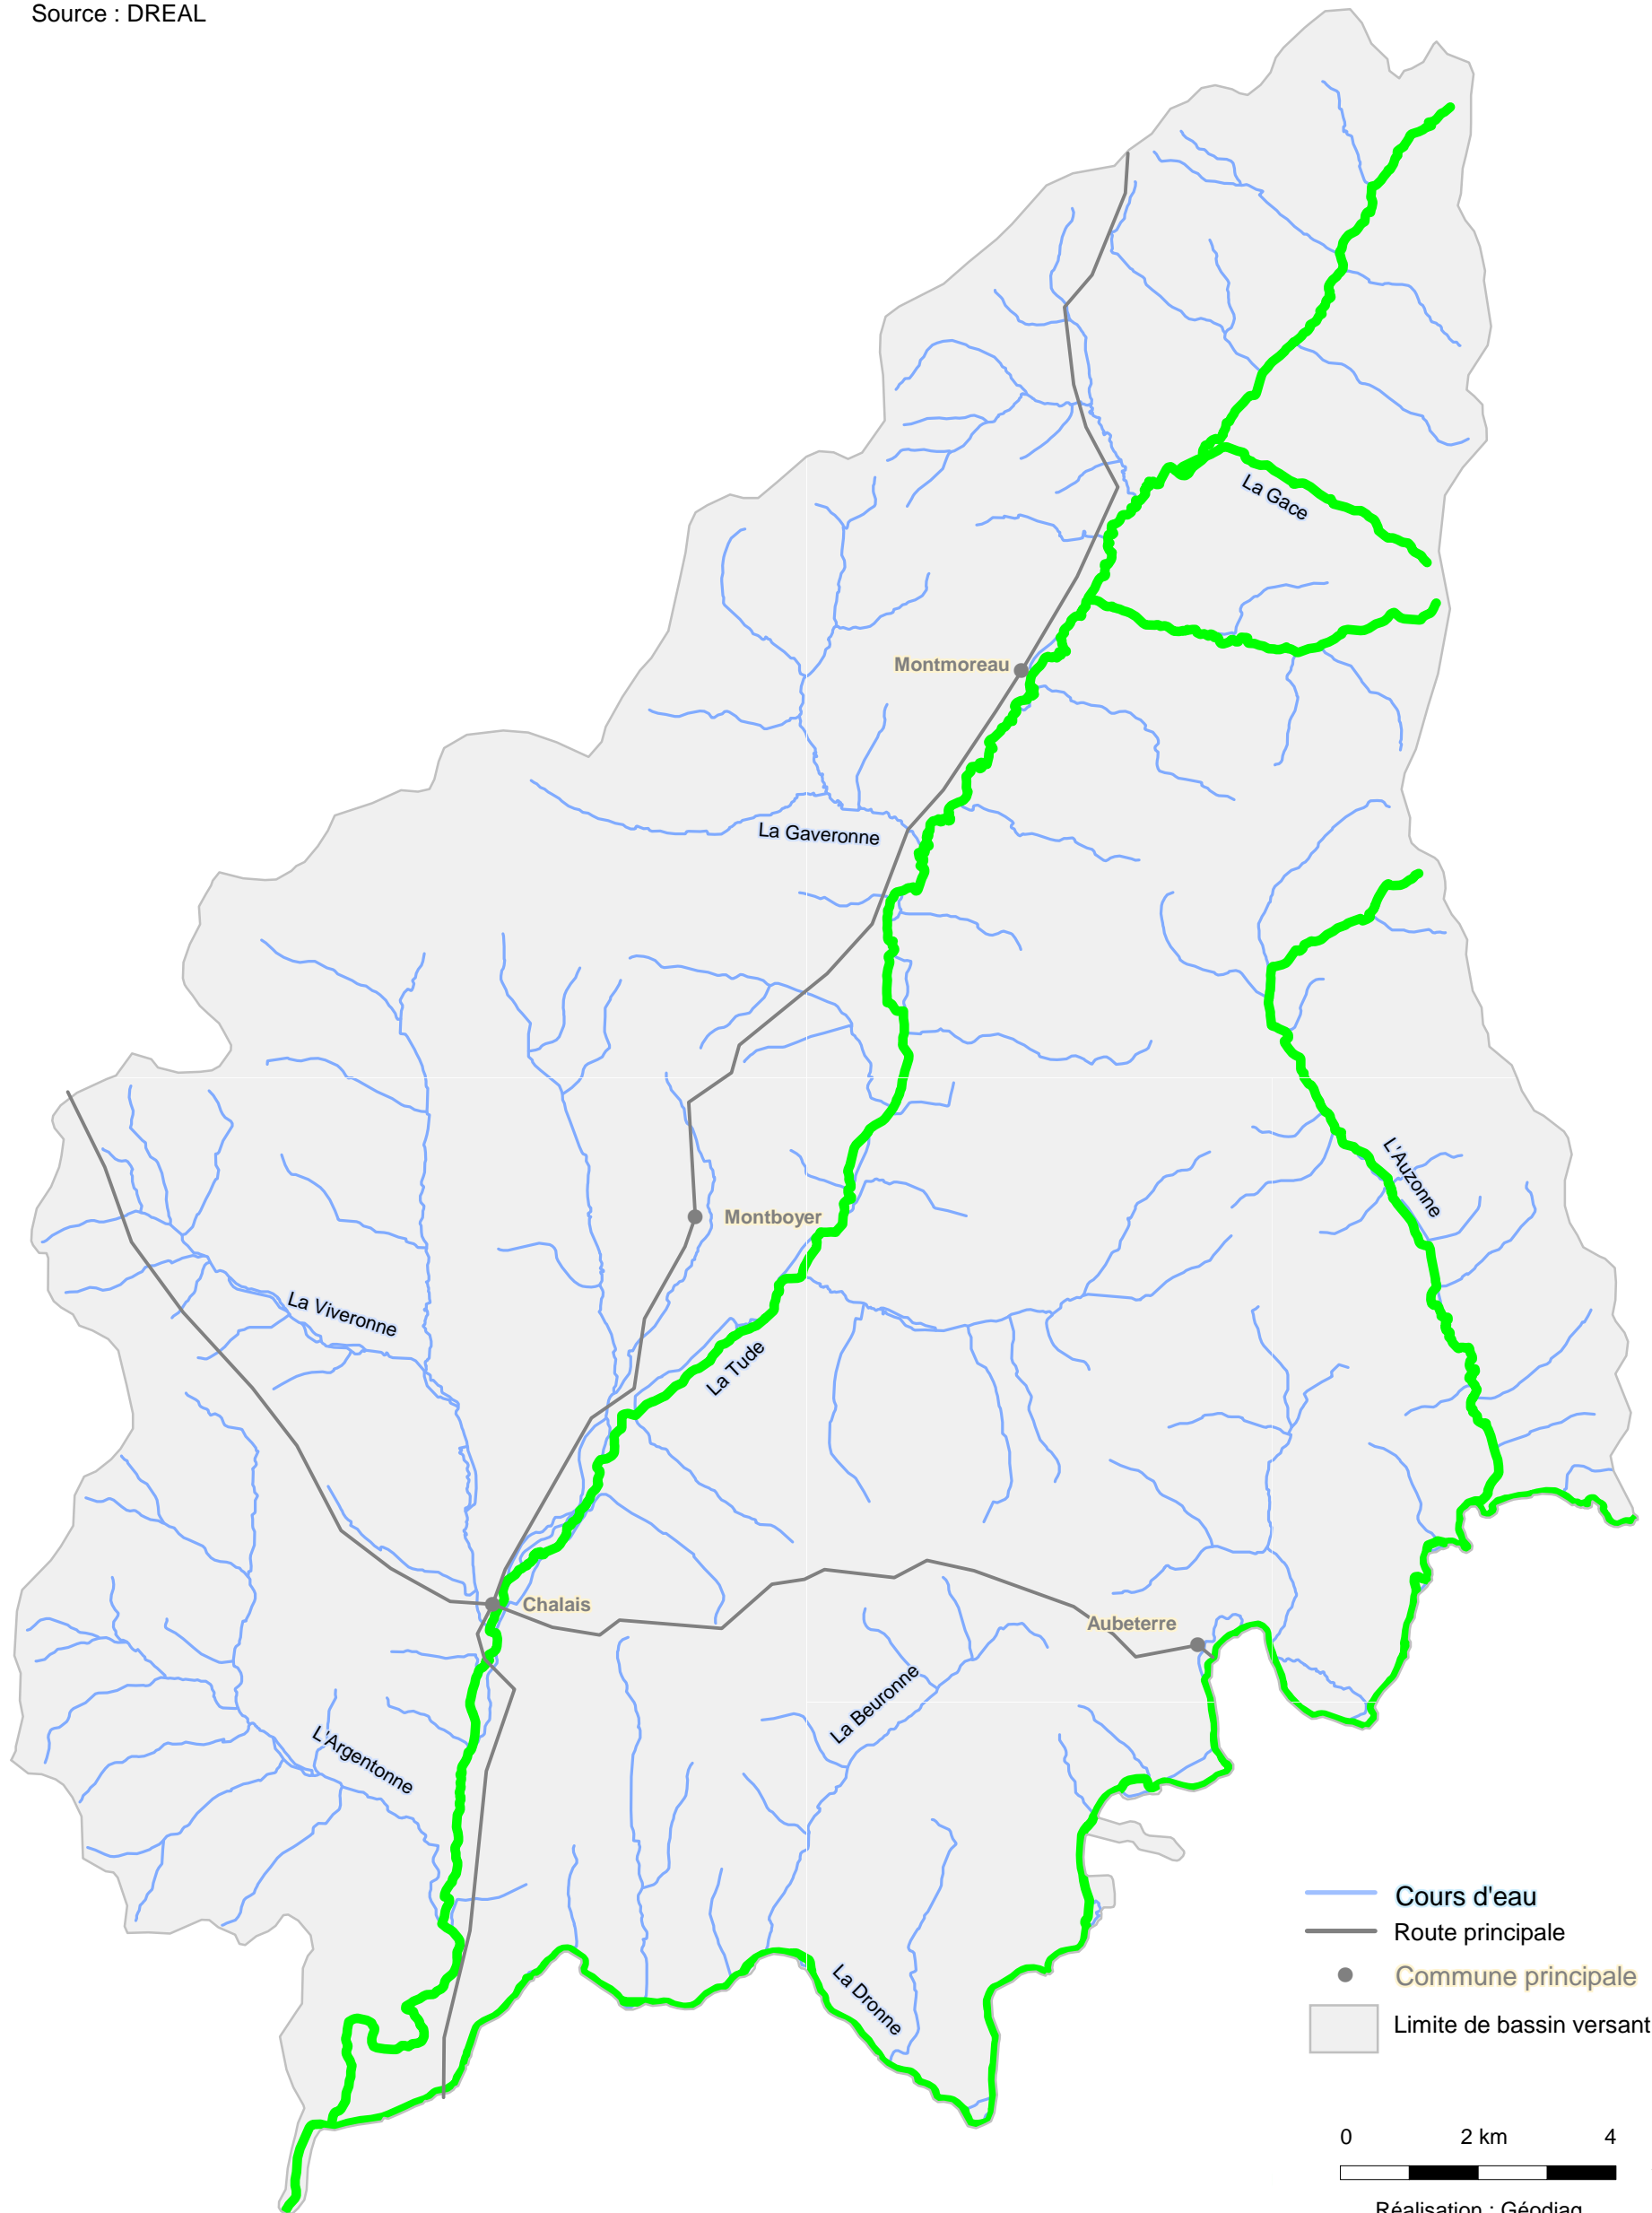 Source : DREAL
La Gace
Montmoreau
La Gaveronne
L'Auzonne
Montboyer
La Viveronne
La Tude
Chalais
Aubeterre
La Beuronne
L'Argentonne
La Dronne
Cours d'eau
Route principale
Commune principale
Limite de bassin versant
0 2 km 4
Réalisation : Géodiag